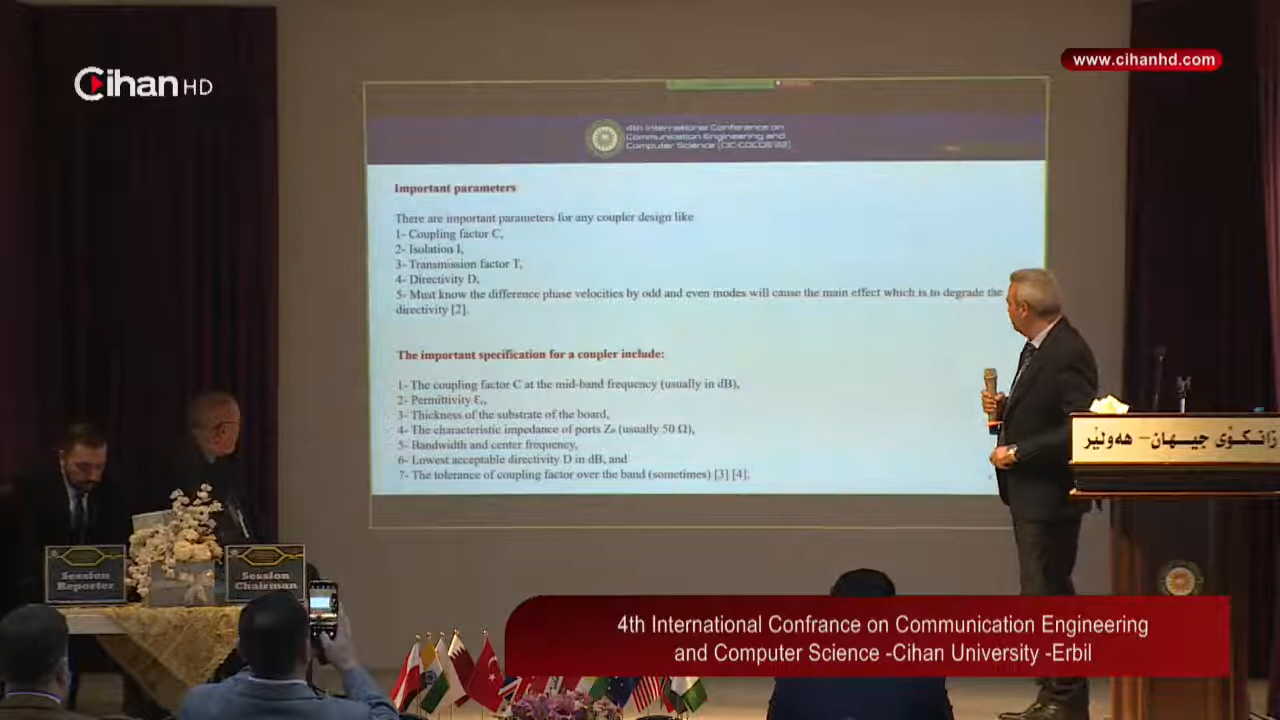 Cihan HD
www.cihanhd.com
4th International Conference on
Communication Engineering and
Computer Science (CIC-COCOS'22)
Important parameters
There are important parameters for any coupler design like
1- Coupling factor C,
2- Isolation I,
3- Transmission factor T,
4- Directivity D,
5- Must know the difference phase velocities by odd and even modes will cause the main effect which is to degrade the
directivity [2].
The important specification for a coupler include:
1- The coupling factor C at the mid-band frequency (usually in dB),
2- Permittivity Ɛᵣ,
3- Thickness of the substrate of the board,
4- The characteristic impedance of ports Z₀ (usually 50 Ω),
5- Bandwidth and center frequency,
6- Lowest acceptable directivity D in dB, and
7- The tolerance of coupling factor over the band (sometimes) [3] [4],
زانكۆی جیهان - هەولێر
Session
Reporter
Session
Chairman
4th International Confrance on Communication Engineering
and Computer Science -Cihan University -Erbil